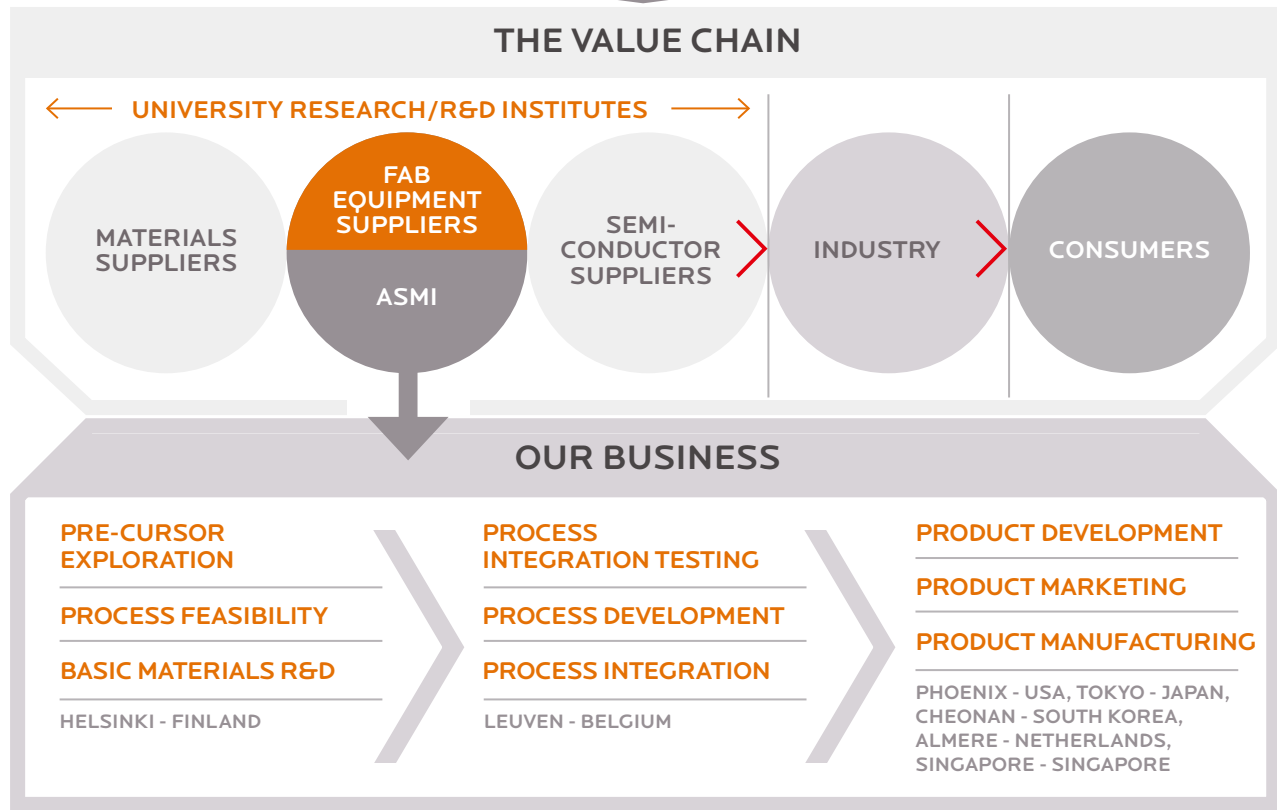 THE VALUE CHAIN
UNIVERSITY RESEARCH/R&D INSTITUTES
MATERIALS
SUPPLIERS
FAB
EQUIPMENT
SUPPLIERS
ASMI
SEMI-
CONDUCTOR
SUPPLIERS
INDUSTRY
CONSUMERS
OUR BUSINESS
PRE-CURSOR
EXPLORATION
PROCESS FEASIBILITY
BASIC MATERIALS R&D
HELSINKI - FINLAND
PROCESS
INTEGRATION TESTING
PROCESS DEVELOPMENT
PROCESS INTEGRATION
LEUVEN - BELGIUM
PRODUCT DEVELOPMENT
PRODUCT MARKETING
PRODUCT MANUFACTURING
PHOENIX - USA, TOKYO - JAPAN,
CHEONAN - SOUTH KOREA,
ALMERE - NETHERLANDS,
SINGAPORE - SINGAPORE